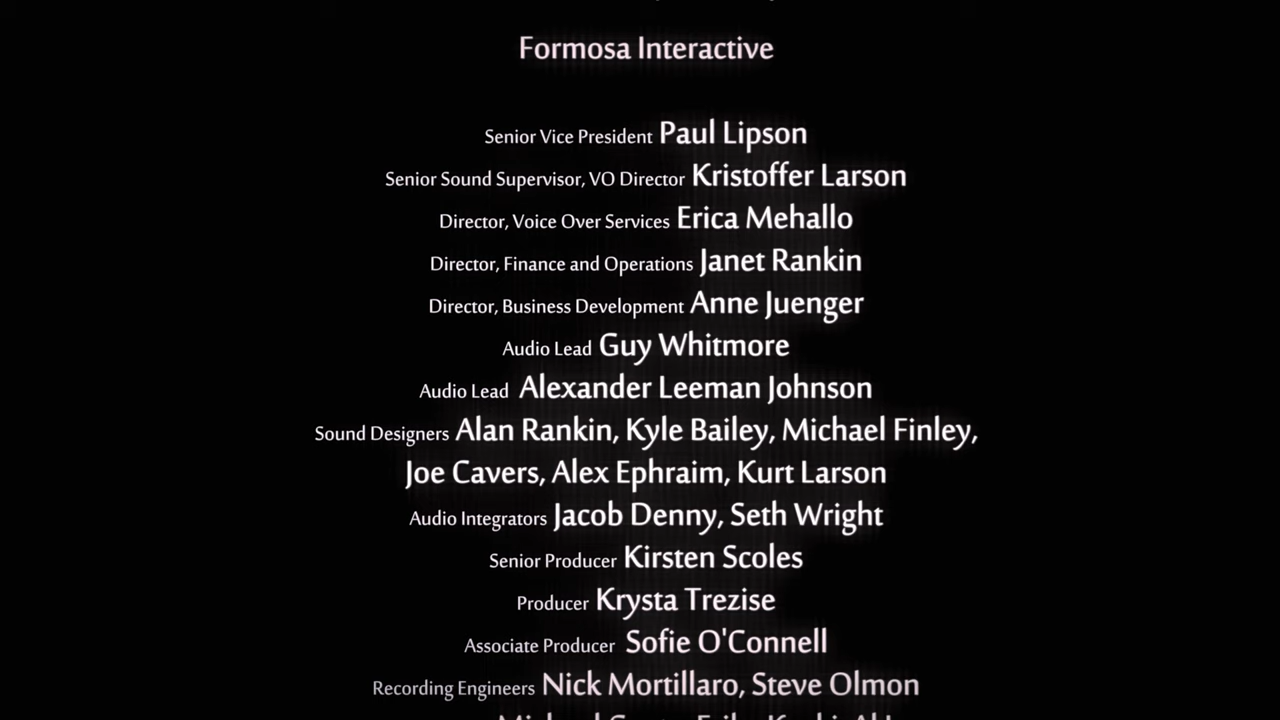 Formosa Interactive
Senior Vice President Paul Lipson
Senior Sound Supervisor, VO Director Kristoffer Larson
Director, Voice Over Services Erica Mehallo
Director, Finance and Operations Janet Rankin
Director, Business Development Anne Juenger
Audio Lead Guy Whitmore
Audio Lead Alexander Leeman Johnson
Sound Designers Alan Rankin, Kyle Bailey, Michael Finley,
Joe Cavers, Alex Ephraim, Kurt Larson
Audio Integrators Jacob Denny, Seth Wright
Senior Producer Kirsten Scoles
Producer Krysta Trezise
Associate Producer Sofie O'Connell
Recording Engineers Nick Mortillaro, Steve Olmon